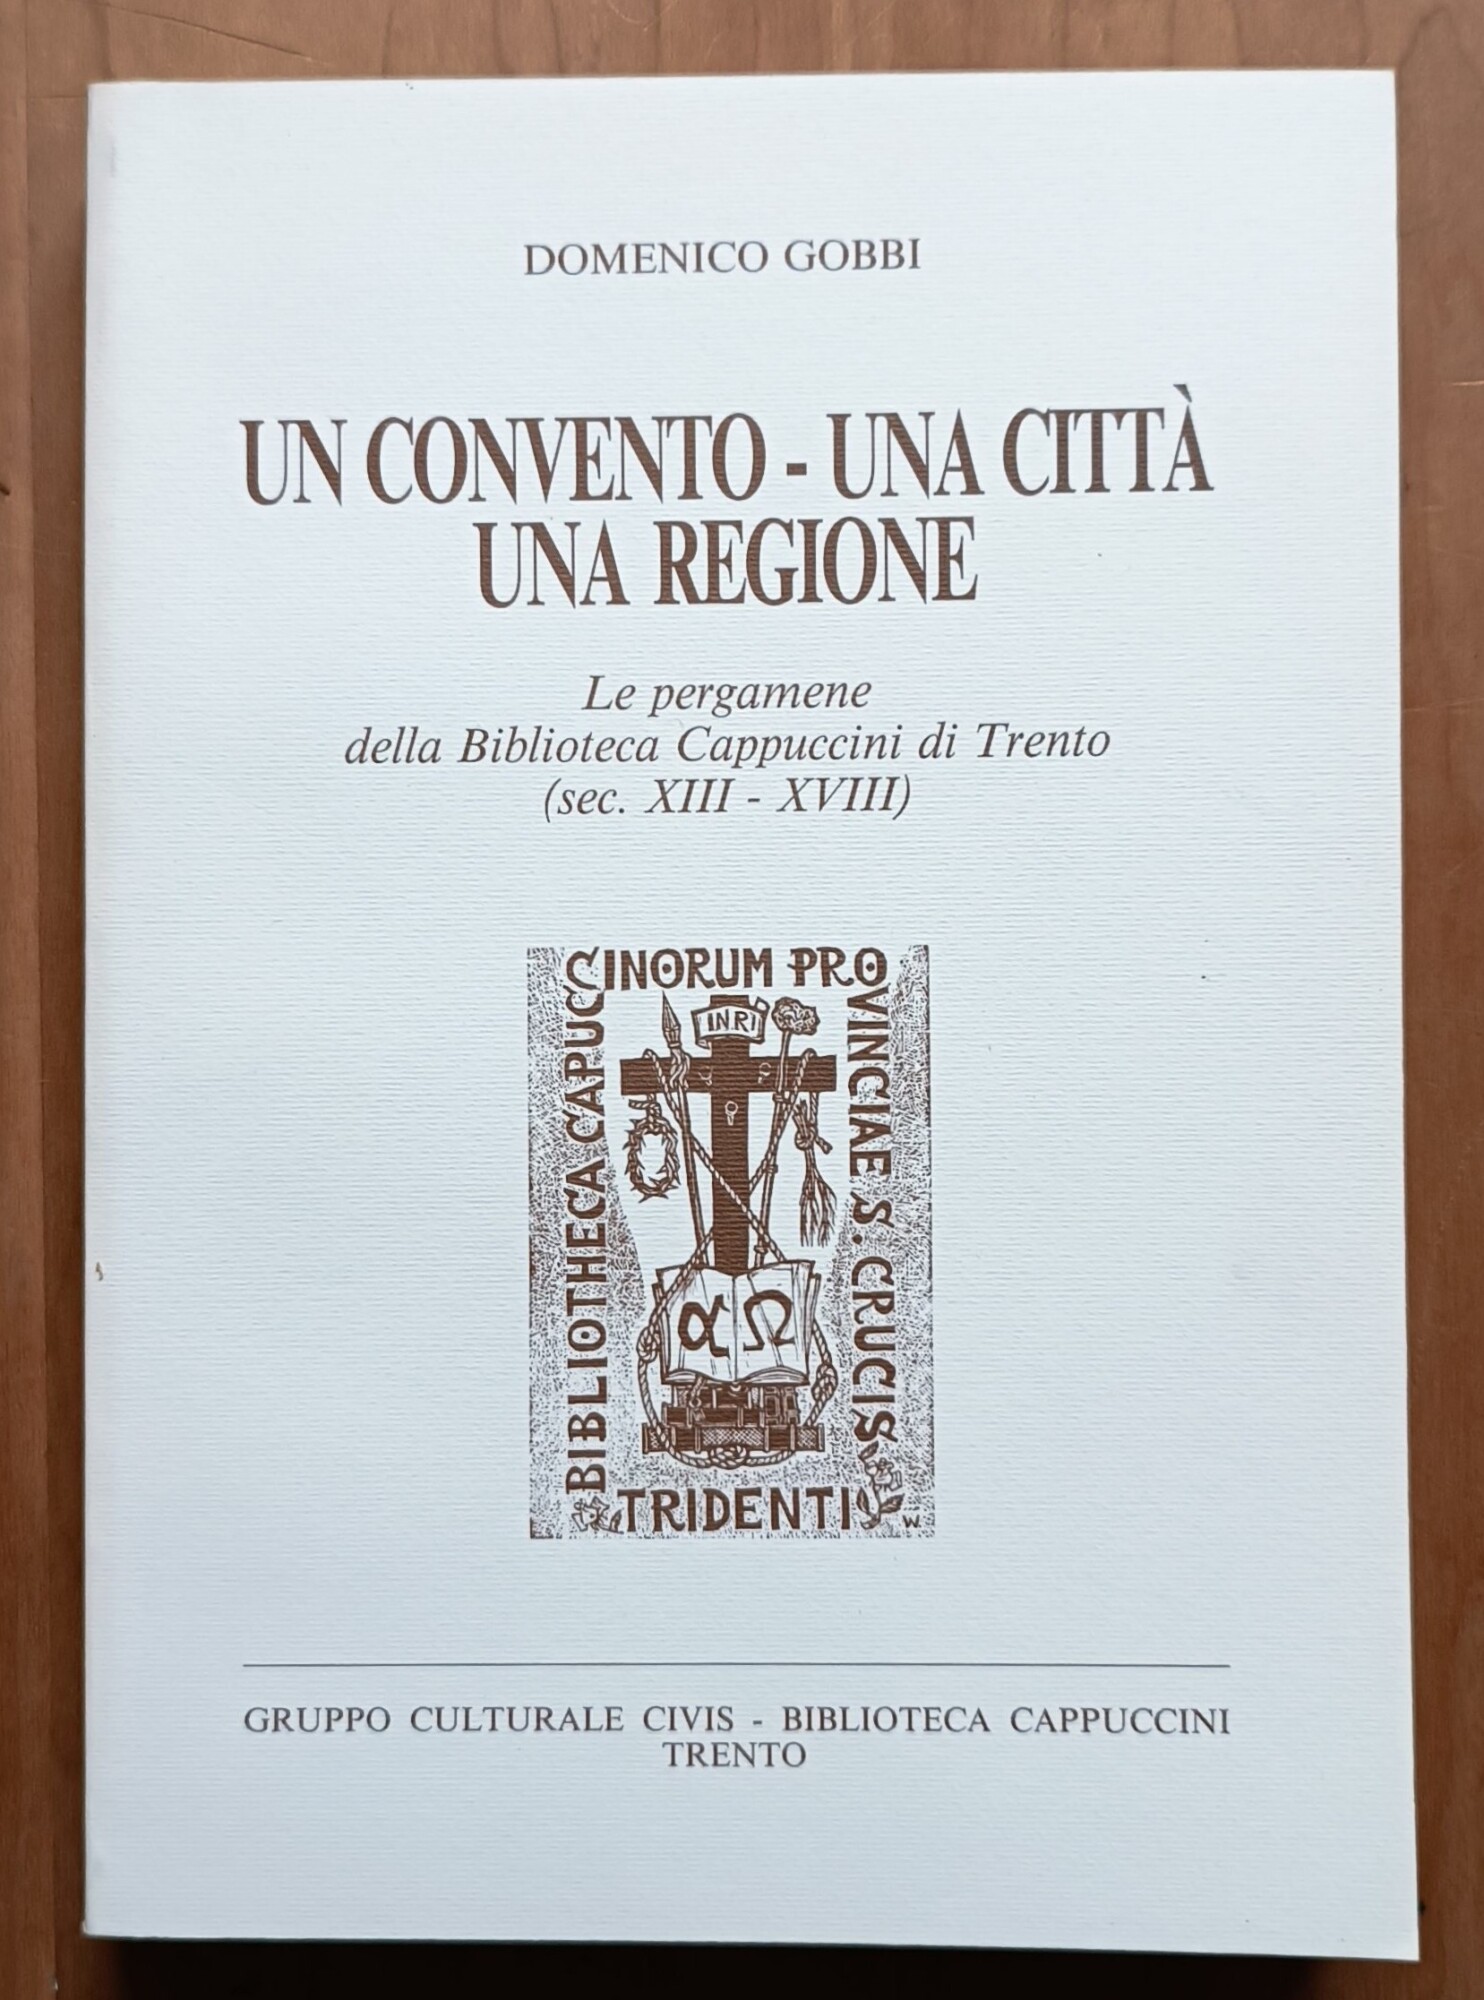 DOMENICO GOBBI
UN CONVENTO - UNA CITTÀ
UNA REGIONE
Le pergamene
della Biblioteca Cappuccini di Trento
(sec. XIII - XVIII)
BIBLIOTHECA CAPUCCINORUM PROVINCIAE S. CRUCIS
TRIDENTI
INRI
α Ω
W
GRUPPO CULTURALE CIVIS - BIBLIOTECA CAPPUCCINI
TRENTO